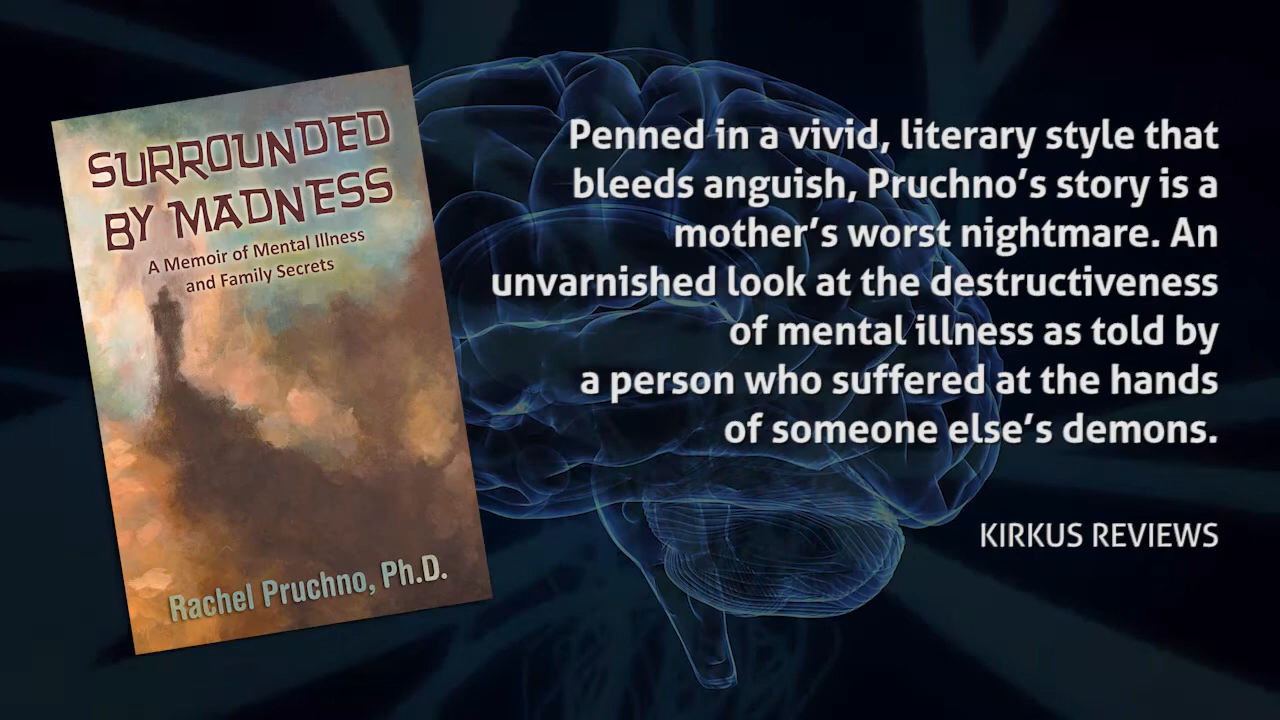 SURROUNDED
BY MADNESS
A Memoir of Mental Illness
and Family Secrets
Rachel Pruchno, Ph.D.
Penned in a vivid, literary style that
bleeds anguish, Pruchno’s story is a
mother’s worst nightmare. An
unvarnished look at the destructiveness
of mental illness as told by
a person who suffered at the hands
of someone else’s demons.
KIRKUS REVIEWS